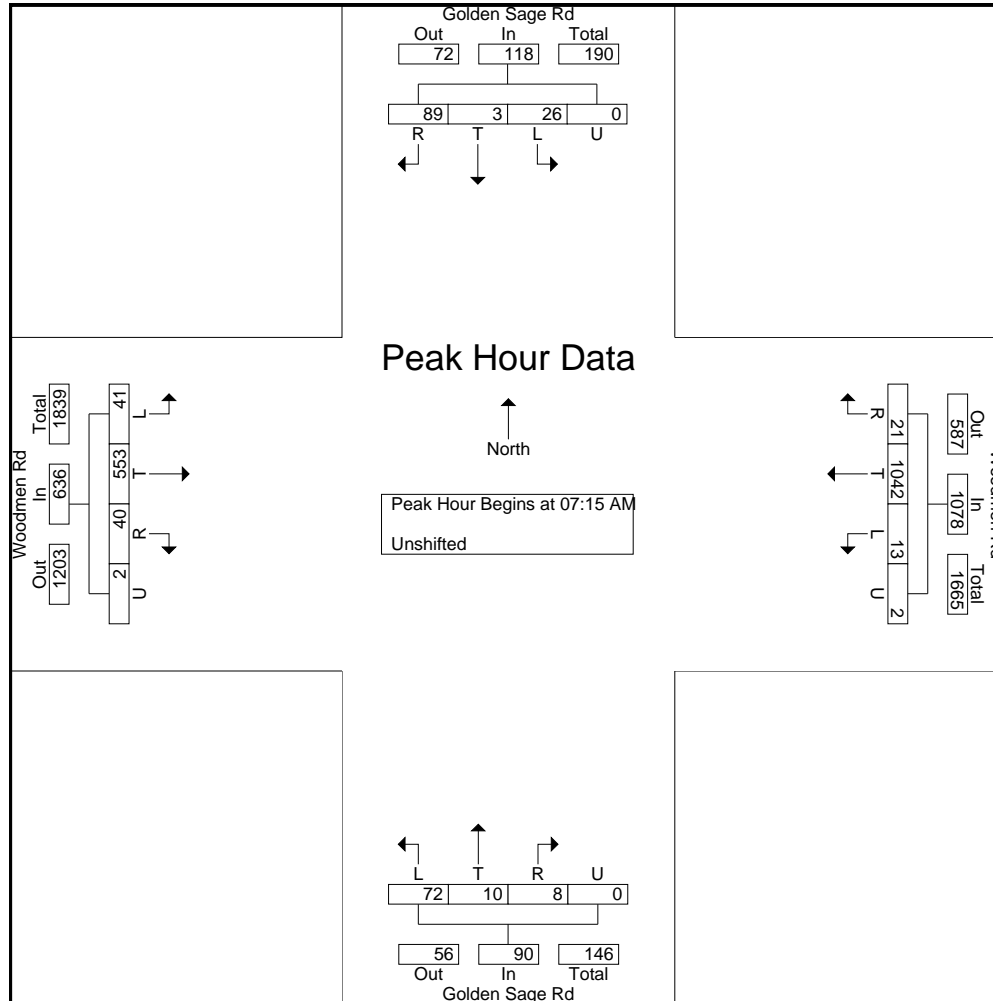 Golden Sage Rd
Out In Total
72 118 190
89 3 26 0
R T L U
Peak Hour Data
North
Peak Hour Begins at 07:15 AM
Unshifted
Woodmen Rd
Out In Total
1203 636 1839
41 553 40 2
L T R U
Out In Total
587 1078 1665
21 1042 13 2
R T L U
L T R U
72 10 8 0
56 90 146
Out In Total
Golden Sage Rd